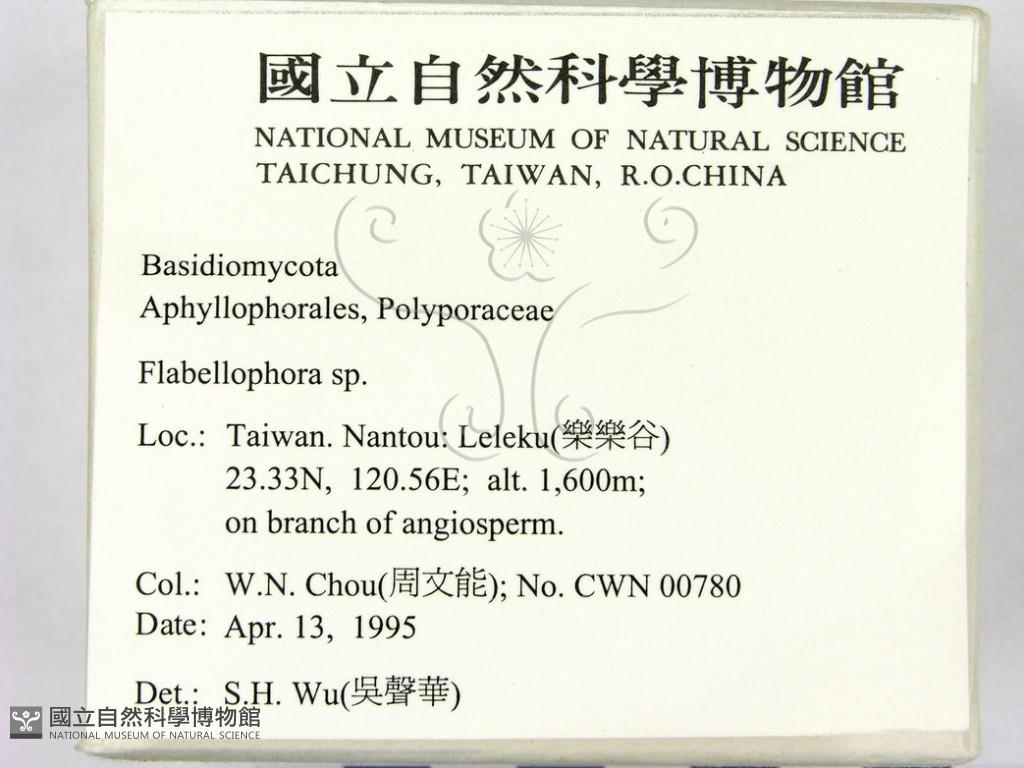 國立自然科學博物館
NATIONAL MUSEUM OF NATURAL SCIENCE
TAICHUNG, TAIWAN, R.O.CHINA
Basidiomycota
Aphyllophorales, Polyporaceae
Flabellophora sp.
Loc.: Taiwan. Nantou: Leleku(樂樂谷)
23.33N, 120.56E; alt. 1,600m;
on branch of angiosperm.
Col.: W.N. Chou(周文能); No. CWN 00780
Date: Apr. 13, 1995
Det.: S.H. Wu(吳聲華)
國立自然科學博物館
NATIONAL MUSEUM OF NATURAL SCIENCE